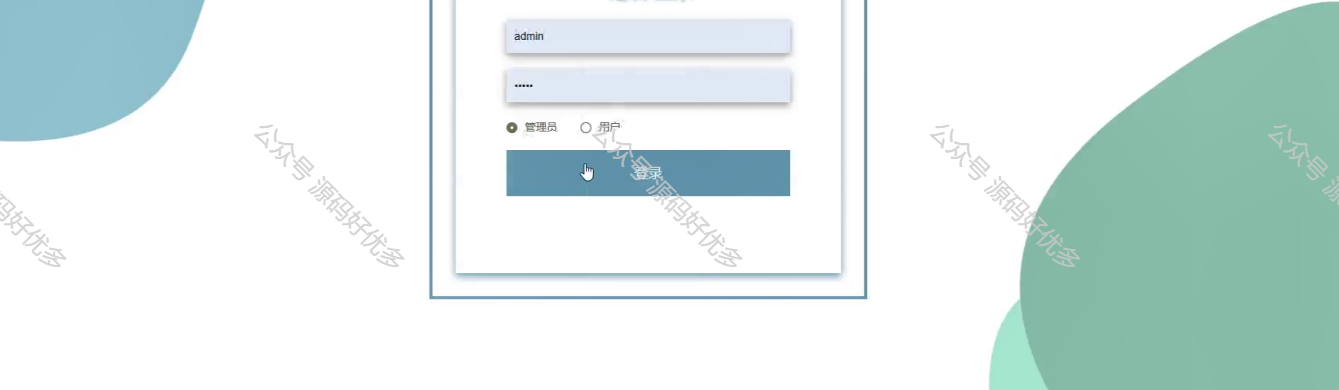 admin
•••••
管理员 用户
登录
公众号 源码好优多
公众号 源码好优多
公众号 源码好优多
源码好优多
公众号 源